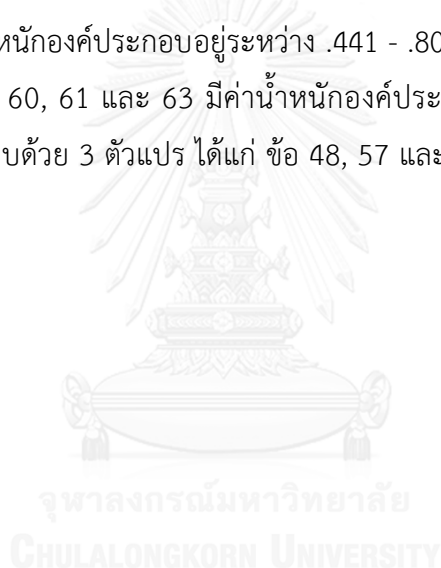 หนักองค์ประกอบอยู่ระหว่าง .441 - .80
60, 61 และ 63 มีค่าน้ำหนักองค์ประ
บด้วย 3 ตัวแปร ได้แก่ ข้อ 48, 57 และ
จุฬาลงกรณ์มหาวิทยาลัย
CHULALONGKORN UNIVERSITY